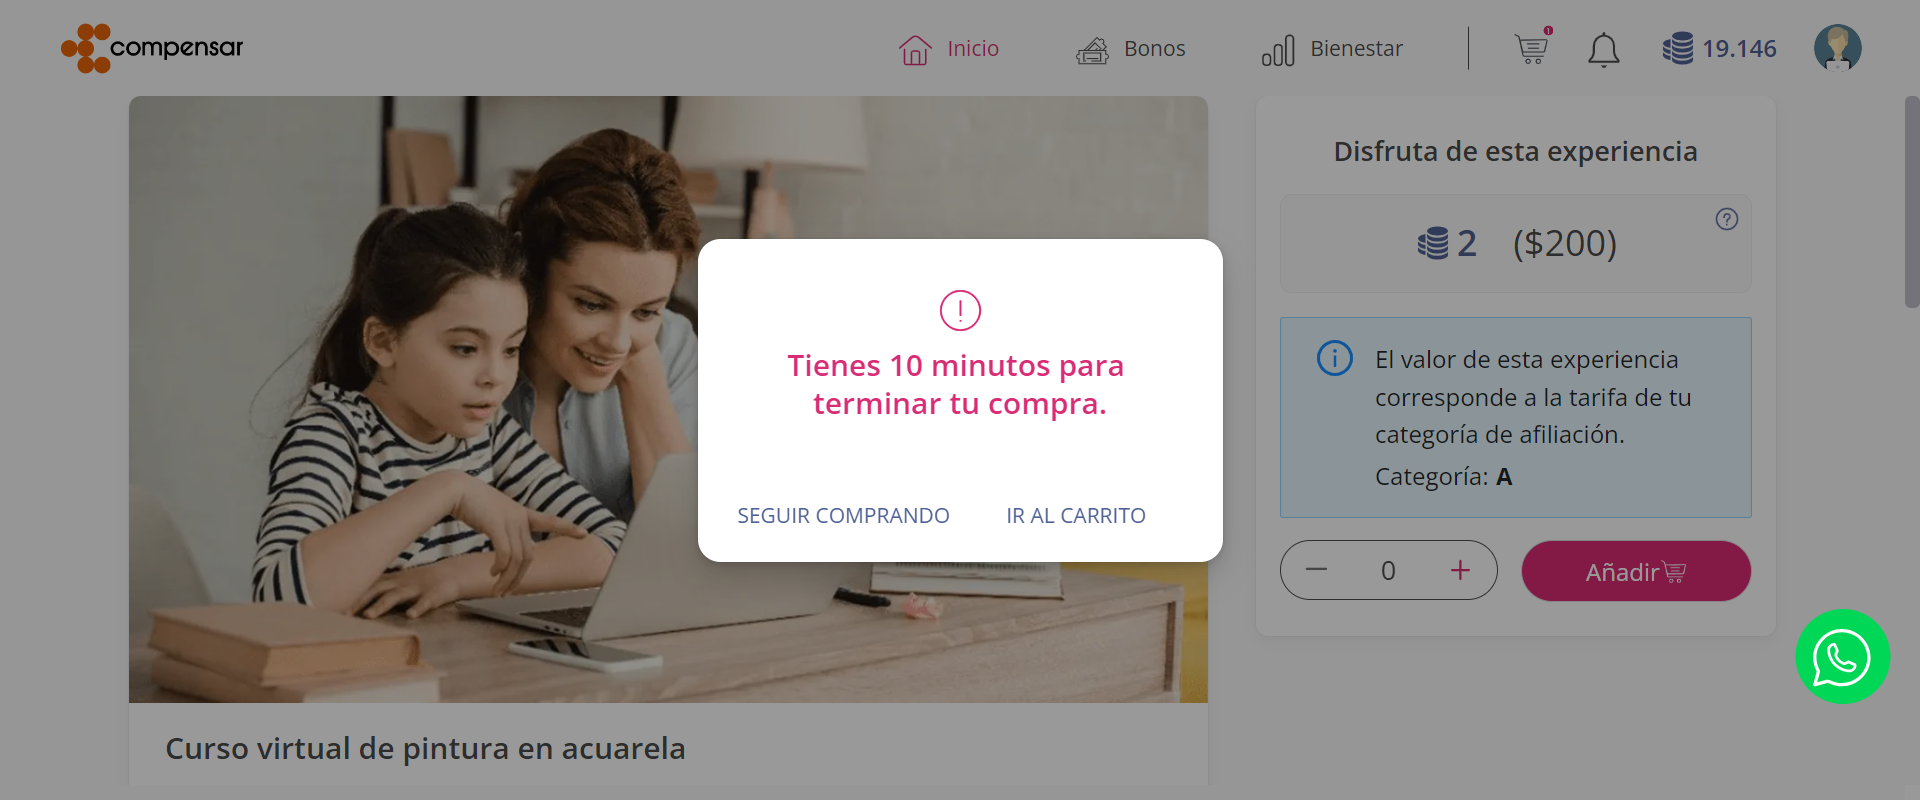 compensar
Inicio
Bonos
Bienestar
1
19.146
Disfruta de esta experiencia
2 ($200)
?
Tienes 10 minutos para
terminar tu compra.
SEGUIR COMPRANDO
IR AL CARRITO
El valor de esta experiencia
corresponde a la tarifa de tu
categoría de afiliación.
Categoría: A
0
Añadir
Curso virtual de pintura en acuarela